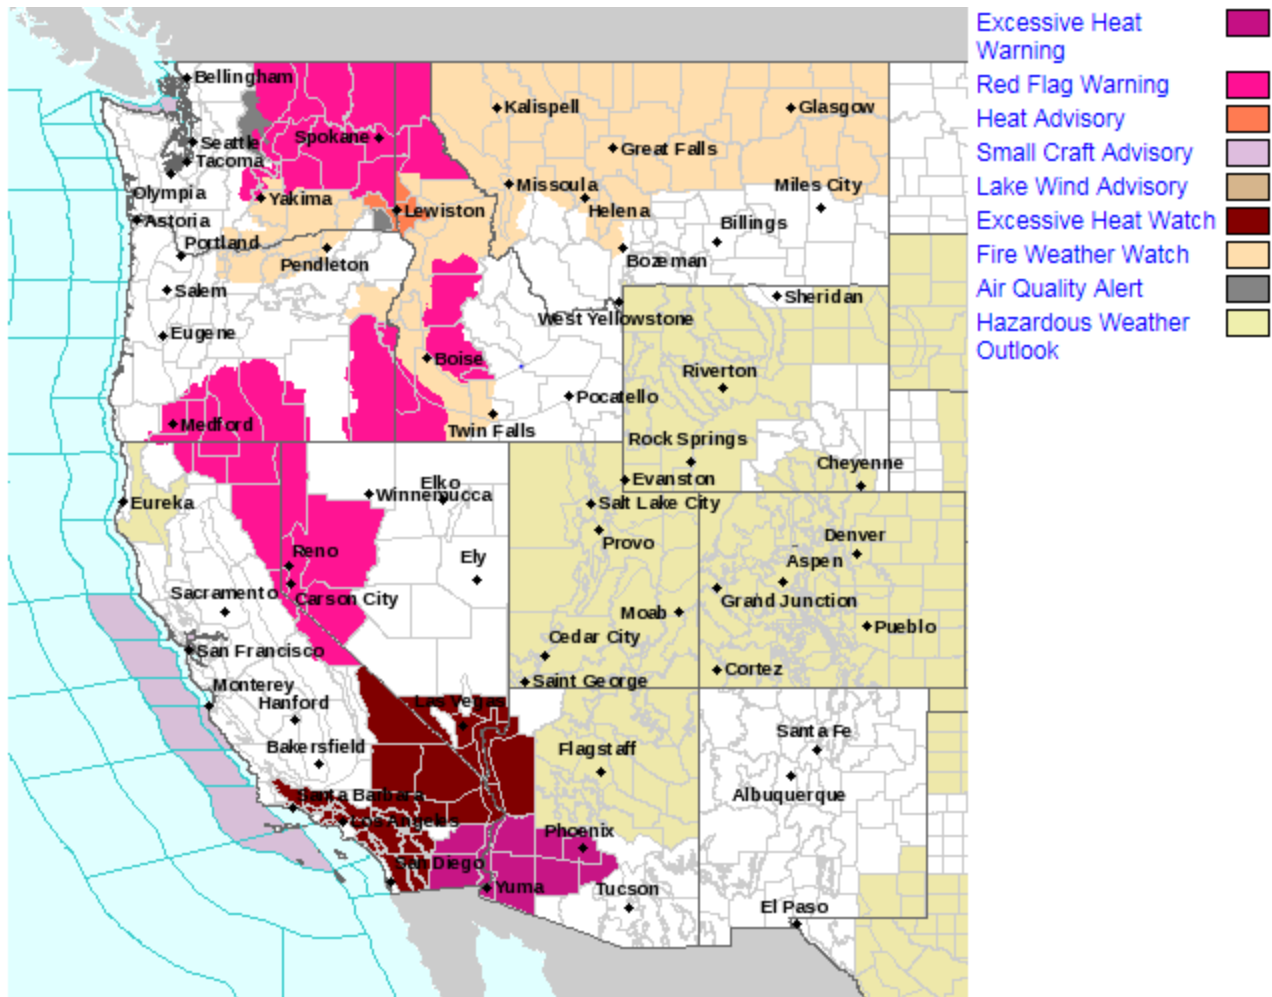 Excessive Heat
Warning
Red Flag Warning
Heat Advisory
Small Craft Advisory
Lake Wind Advisory
Excessive Heat Watch
Fire Weather Watch
Air Quality Alert
Hazardous Weather
Outlook
Bellingham
Kalispell
Glasgow
Spokane
Seattle
Great Falls
Tacoma
Missoula
Miles City
Olympia
Yakima
Lewiston
Helena
Astoria
Billings
Portland
Pendleton
Bozeman
Salem
Sheridan
West Yellowstone
Eugene
Boise
Riverton
Pocatello
Medford
Twin Falls
Rock Springs
Cheyenne
Elko
Evanston
Winnemucca
Eureka
Salt Lake City
Denver
Provo
Reno
Ely
Aspen
Sacramento
Carson City
Grand Junction
Moab
Pueblo
Cedar City
San Francisco
Cortez
Saint George
Monterey
Hanford
Las Vegas
Santa Fe
Bakersfield
Flagstaff
Santa Barbara
Albuquerque
Los Angeles
Phoenix
San Diego
Yuma
Tucson
El Paso